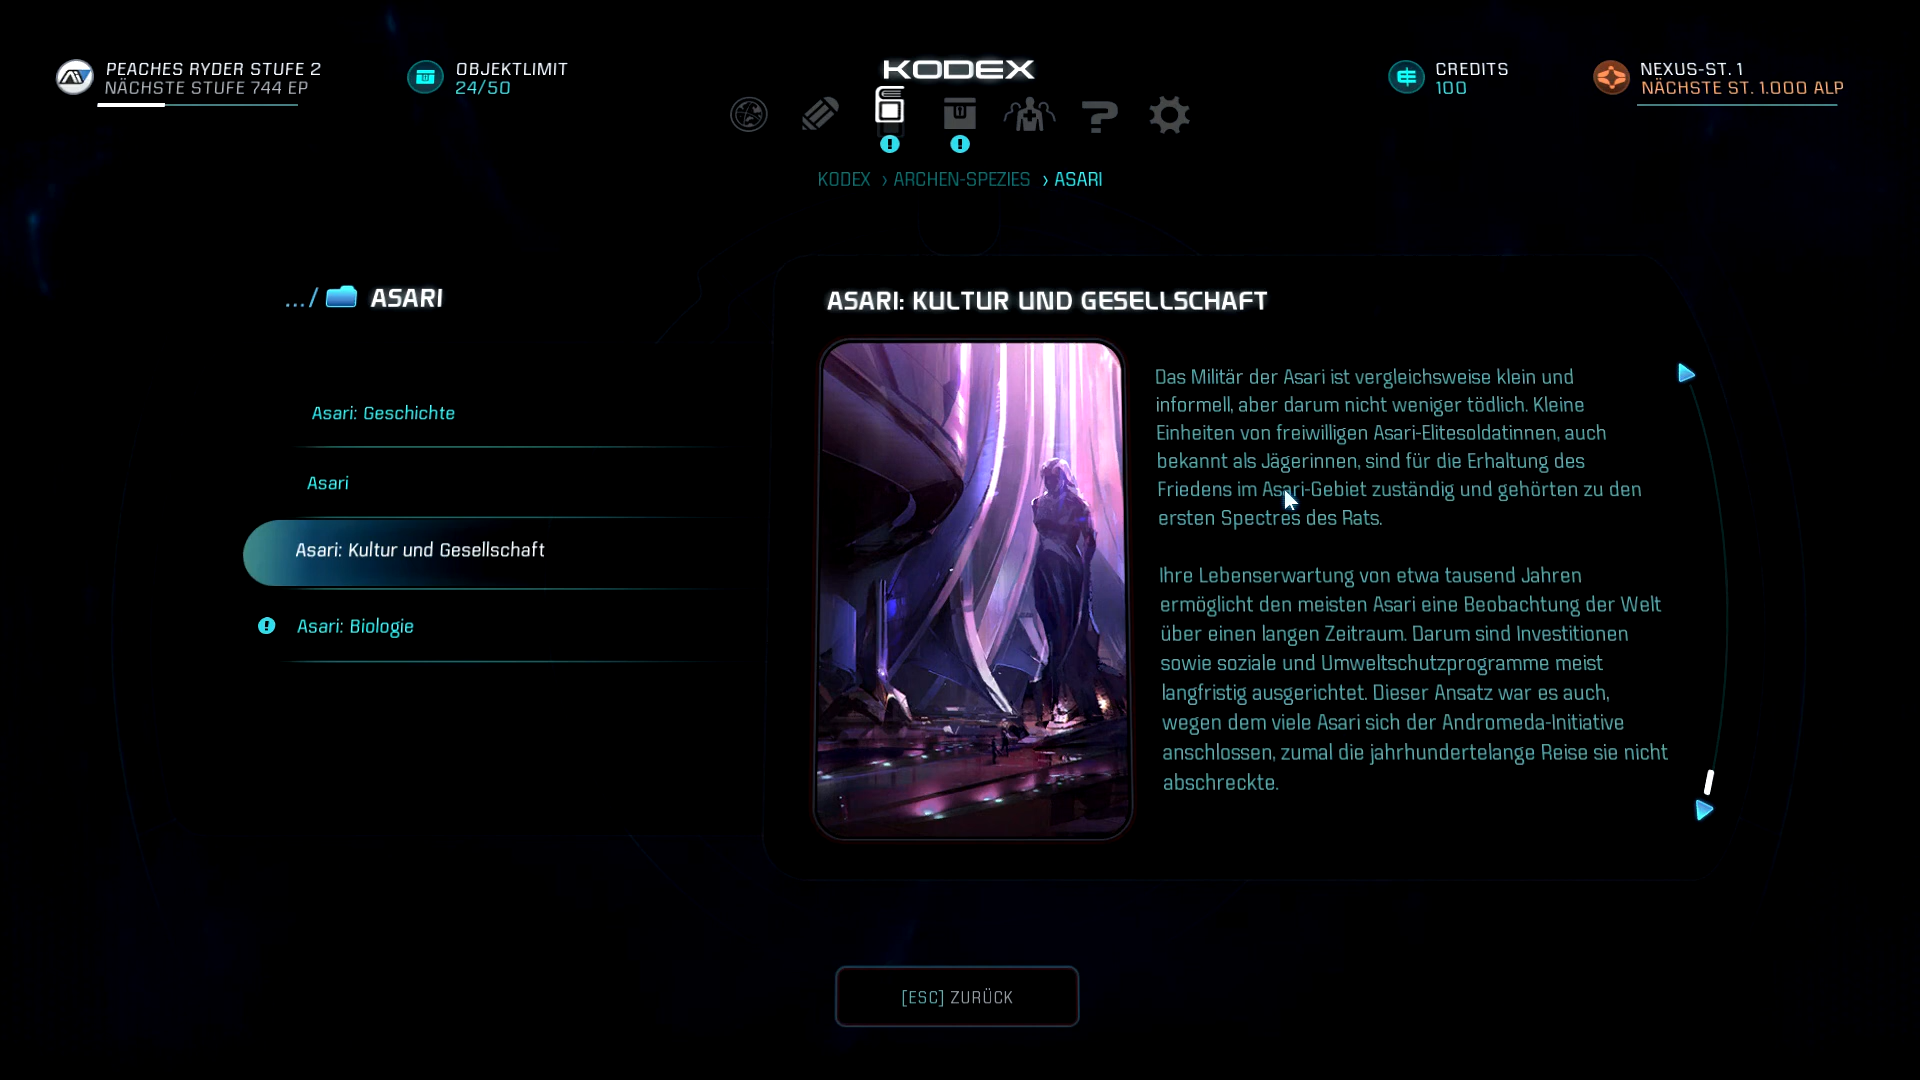 PEACHES RYDER STUFE 2
NÄCHSTE STUFE 744 EP
OBJEKTLIMIT
24/50
KODEX
CREDITS
100
NEXUS-ST. 1
NÄCHSTE ST. 1.000 ALP
KODEX › ARCHEN-SPEZIES › ASARI
.../ ASARI
Asari: Geschichte
Asari
Asari: Kultur und Gesellschaft
Asari: Biologie
ASARI: KULTUR UND GESELLSCHAFT
Das Militär der Asari ist vergleichsweise klein und
informell, aber darum nicht weniger tödlich. Kleine
Einheiten von freiwilligen Asari-Elitesoldatinnen, auch
bekannt als Jägerinnen, sind für die Erhaltung des
Friedens im Asari-Gebiet zuständig und gehörten zu den
ersten Spectres des Rats.
Ihre Lebenserwartung von etwa tausend Jahren
ermöglicht den meisten Asari eine Beobachtung der Welt
über einen langen Zeitraum. Darum sind Investitionen
sowie soziale und Umweltschutzprogramme meist
langfristig ausgerichtet. Dieser Ansatz war es auch,
wegen dem viele Asari sich der Andromeda-Initiative
anschlossen, zumal die jahrhundertelange Reise sie nicht
abschreckte.
[ESC] ZURÜCK